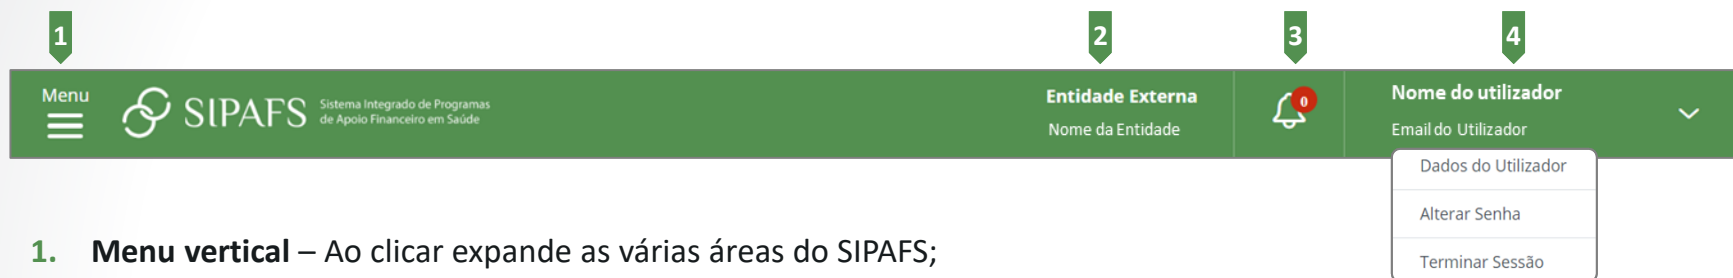 1
2
3
4
Menu
SIPAFS
Sistema Integrado de Programas
de Apoio Financeiro em Saúde
Entidade Externa
Nome da Entidade
0
Nome do utilizador
Email do Utilizador
Dados do Utilizador
Alterar Senha
Terminar Sessão
1. Menu vertical – Ao clicar expande as várias áreas do SIPAFS;